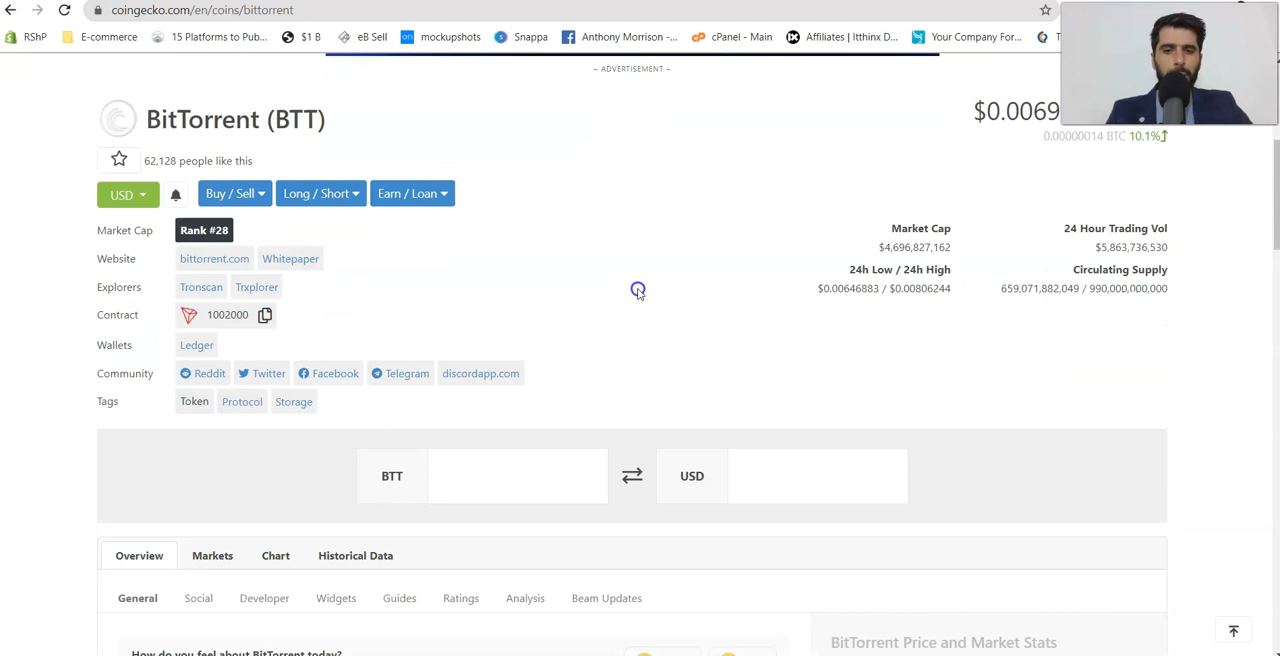 coingecko.com/en/coins/bittorrent
RShP E-commerce 15 Platforms to Pub... $1 B eB Sell mockupshots Snappa Anthony Morrison -... cPanel - Main Affiliates | Itthinx D... Your Company For...
– ADVERTISEMENT –
BitTorrent (BTT)
$0.0069
0.00000014 BTC 10.1%
62,128 people like this
USD Buy / Sell Long / Short Earn / Loan
Market Cap Rank #28
Market Cap 24 Hour Trading Vol
$4,696,827,162 $5,863,736,530
Website bittorrent.com Whitepaper
24h Low / 24h High Circulating Supply
Explorers Tronscan Trxplorer
$0.00646883 / $0.00806244 659,071,882,049 / 990,000,000,000
Contract 1002000
Wallets Ledger
Community Reddit Twitter Facebook Telegram discordapp.com
Tags Token Protocol Storage
BTT USD
Overview Markets Chart Historical Data
General Social Developer Widgets Guides Ratings Analysis Beam Updates
BitTorrent Price and Market Stats
How do you feel about BitTorrent today?